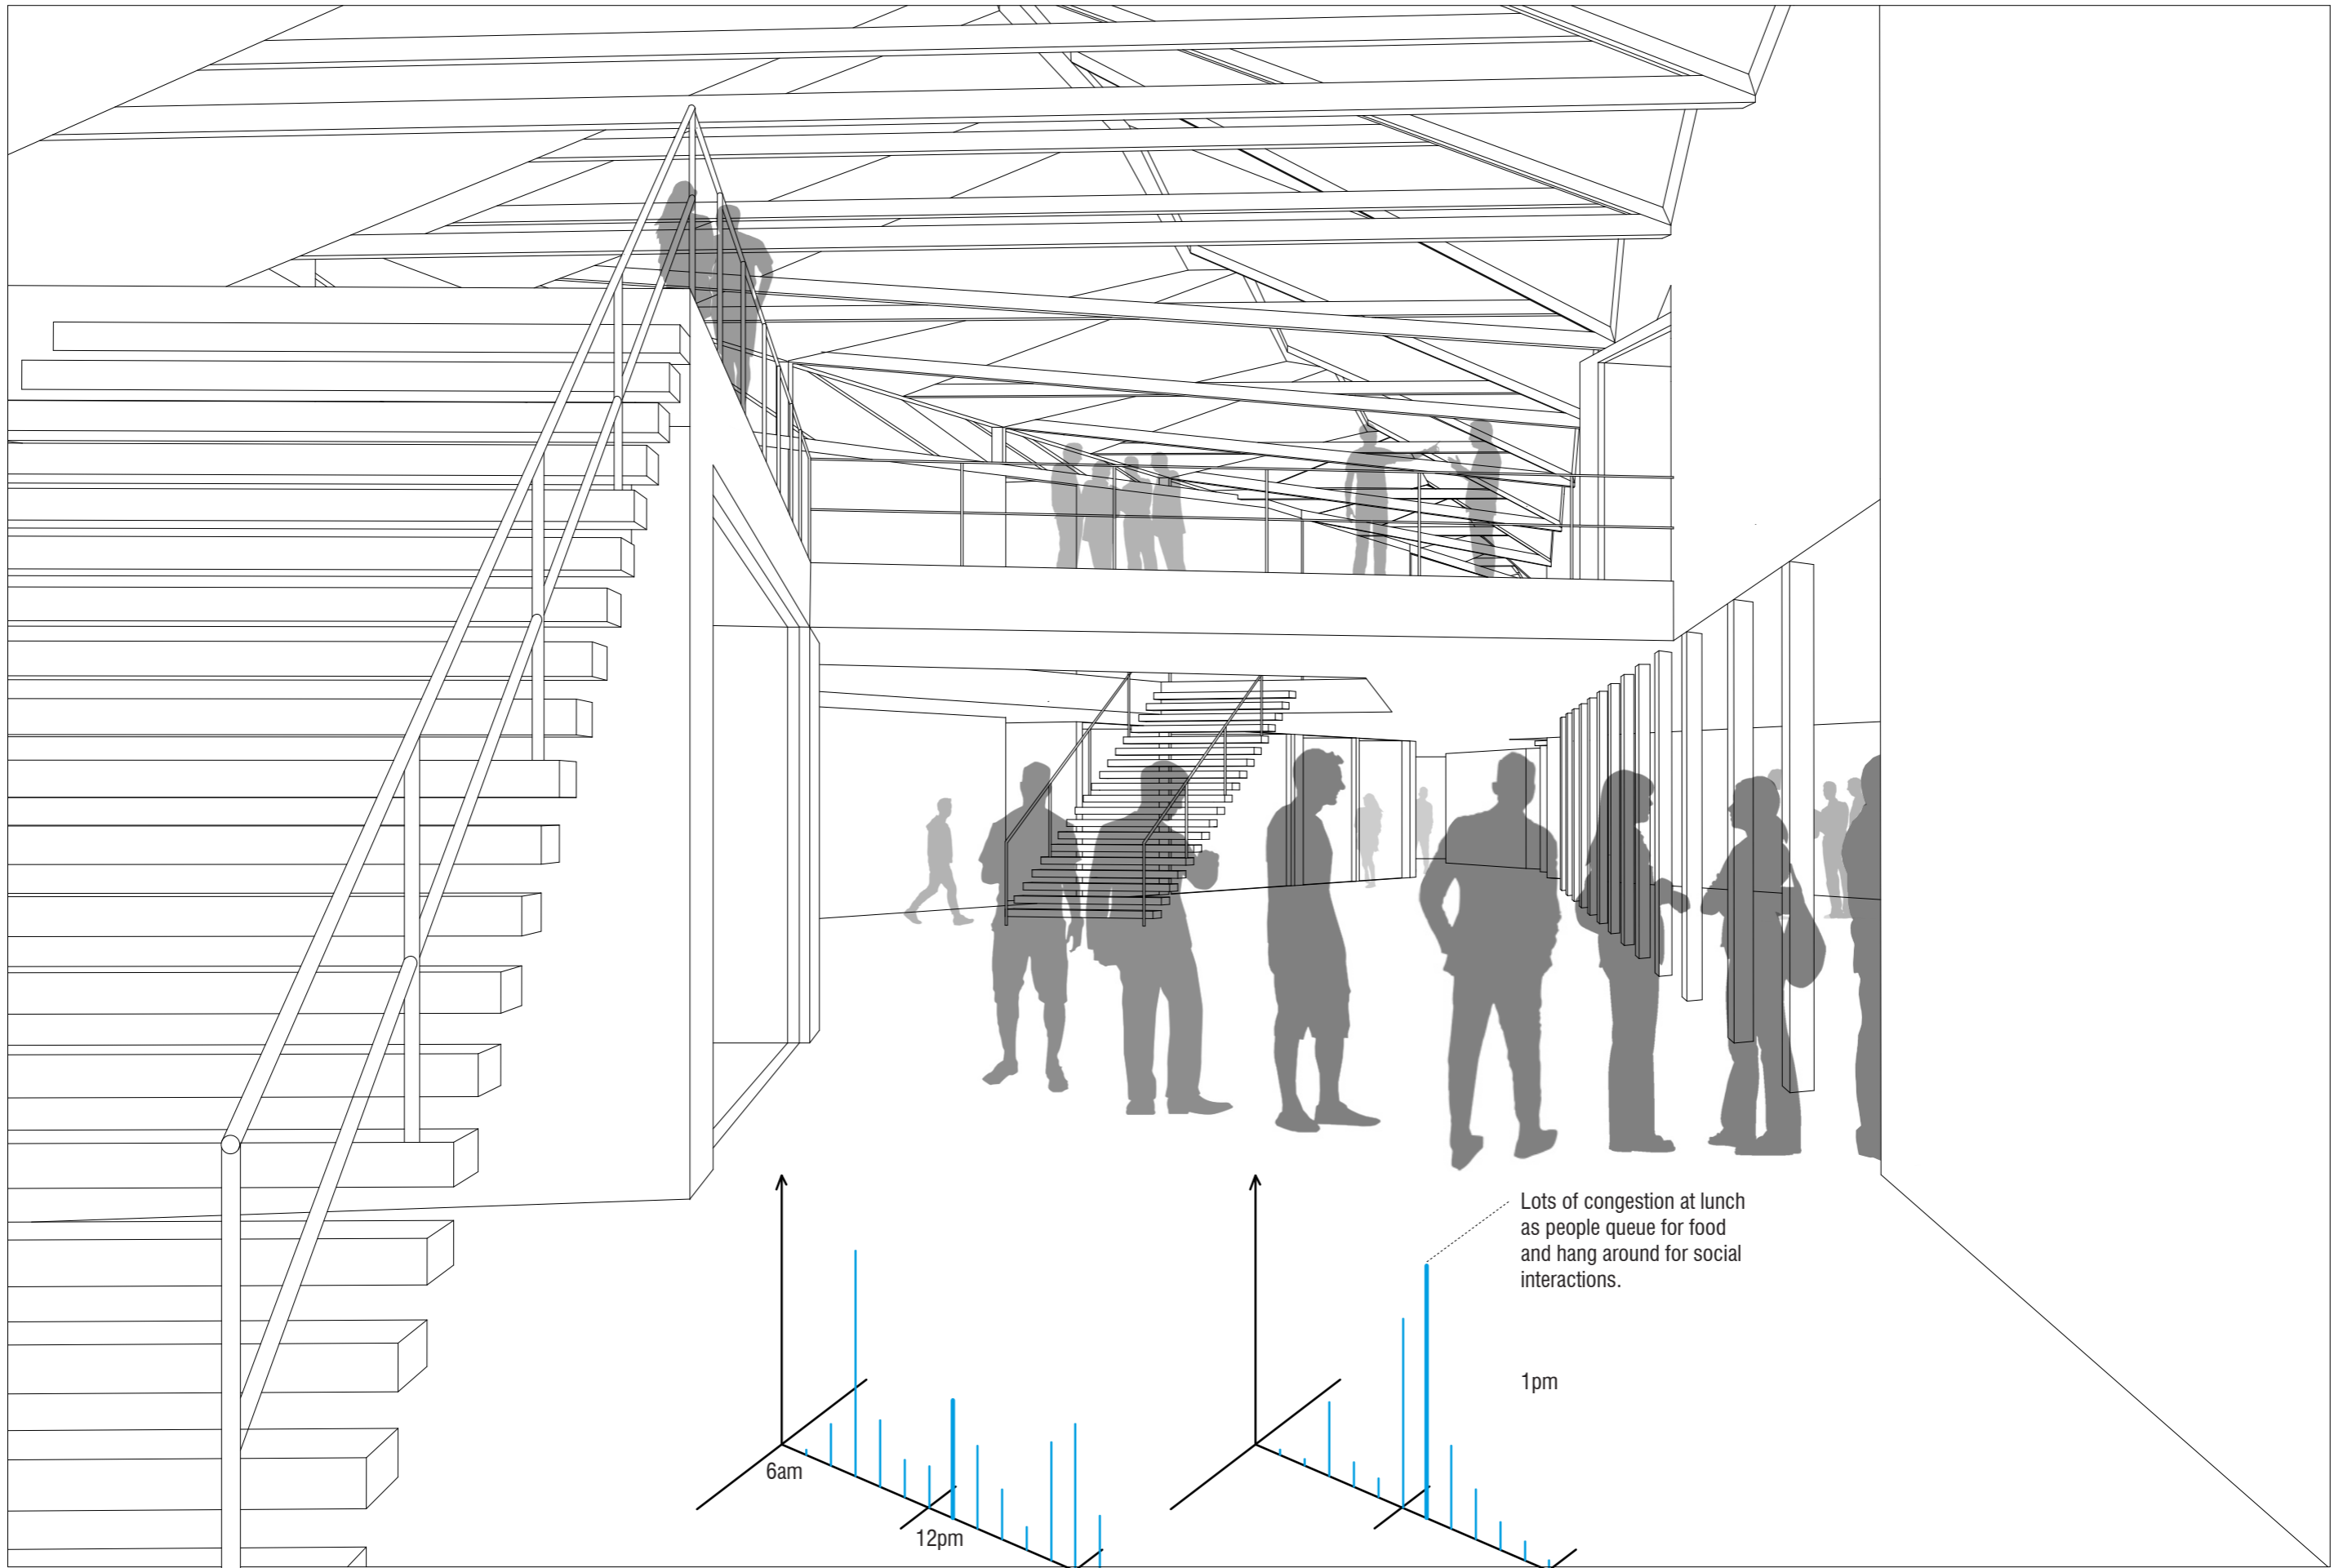 Lots of congestion at lunch
as people queue for food
and hang around for social
interactions.
1pm
6am
12pm